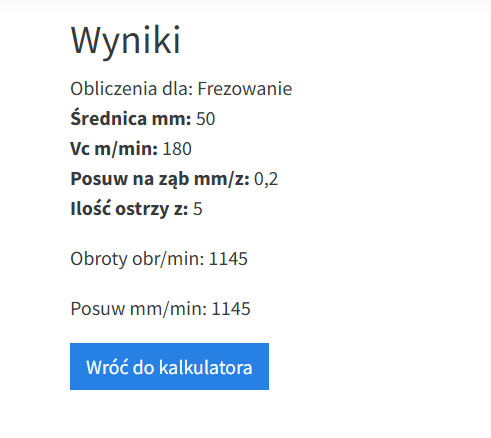 Wyniki
Obliczenia dla: Frezowanie
Średnica mm: 50
Vc m/min: 180
Posuw na ząb mm/z: 0,2
Ilość ostrzy z: 5
Obroty obr/min: 1145
Posuw mm/min: 1145
Wróć do kalkulatora